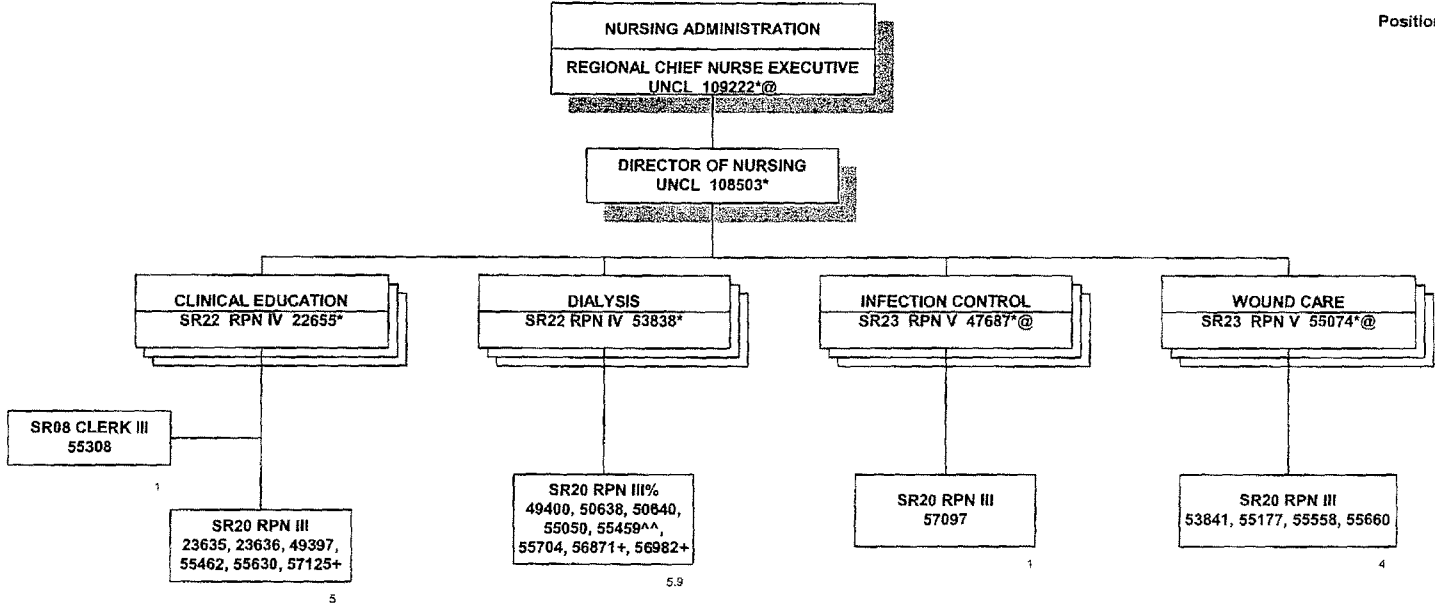 Position
NURSING ADMINISTRATION
REGIONAL CHIEF NURSE EXECUTIVE
UNCL 109222*@
DIRECTOR OF NURSING
UNCL 108503*
CLINICAL EDUCATION
SR22 RPN IV 22655*
DIALYSIS
SR22 RPN IV 53838*
INFECTION CONTROL
SR23 RPN V 47687*@
WOUND CARE
SR23 RPN V 55074*@
SR08 CLERK III
55308
1
SR20 RPN III
23635, 23636, 49397,
55462, 55630, 57125+
5
SR20 RPN III%
49400, 50638, 50640,
55050, 55459^^,
55704, 56871+, 56982+
5.9
SR20 RPN III
57097
1
SR20 RPN III
53841, 55177, 55558, 55660
4